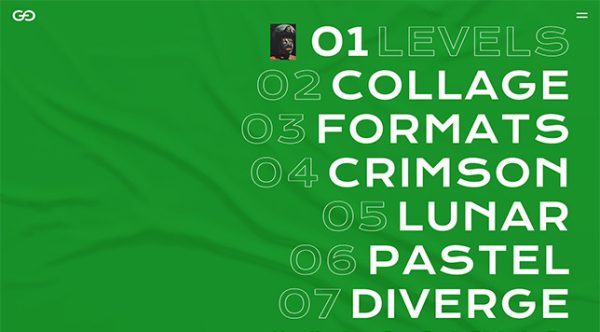 01 LEVELS
02 COLLAGE
03 FORMATS
04 CRIMSON
05 LUNAR
06 PASTEL
07 DIVERGE